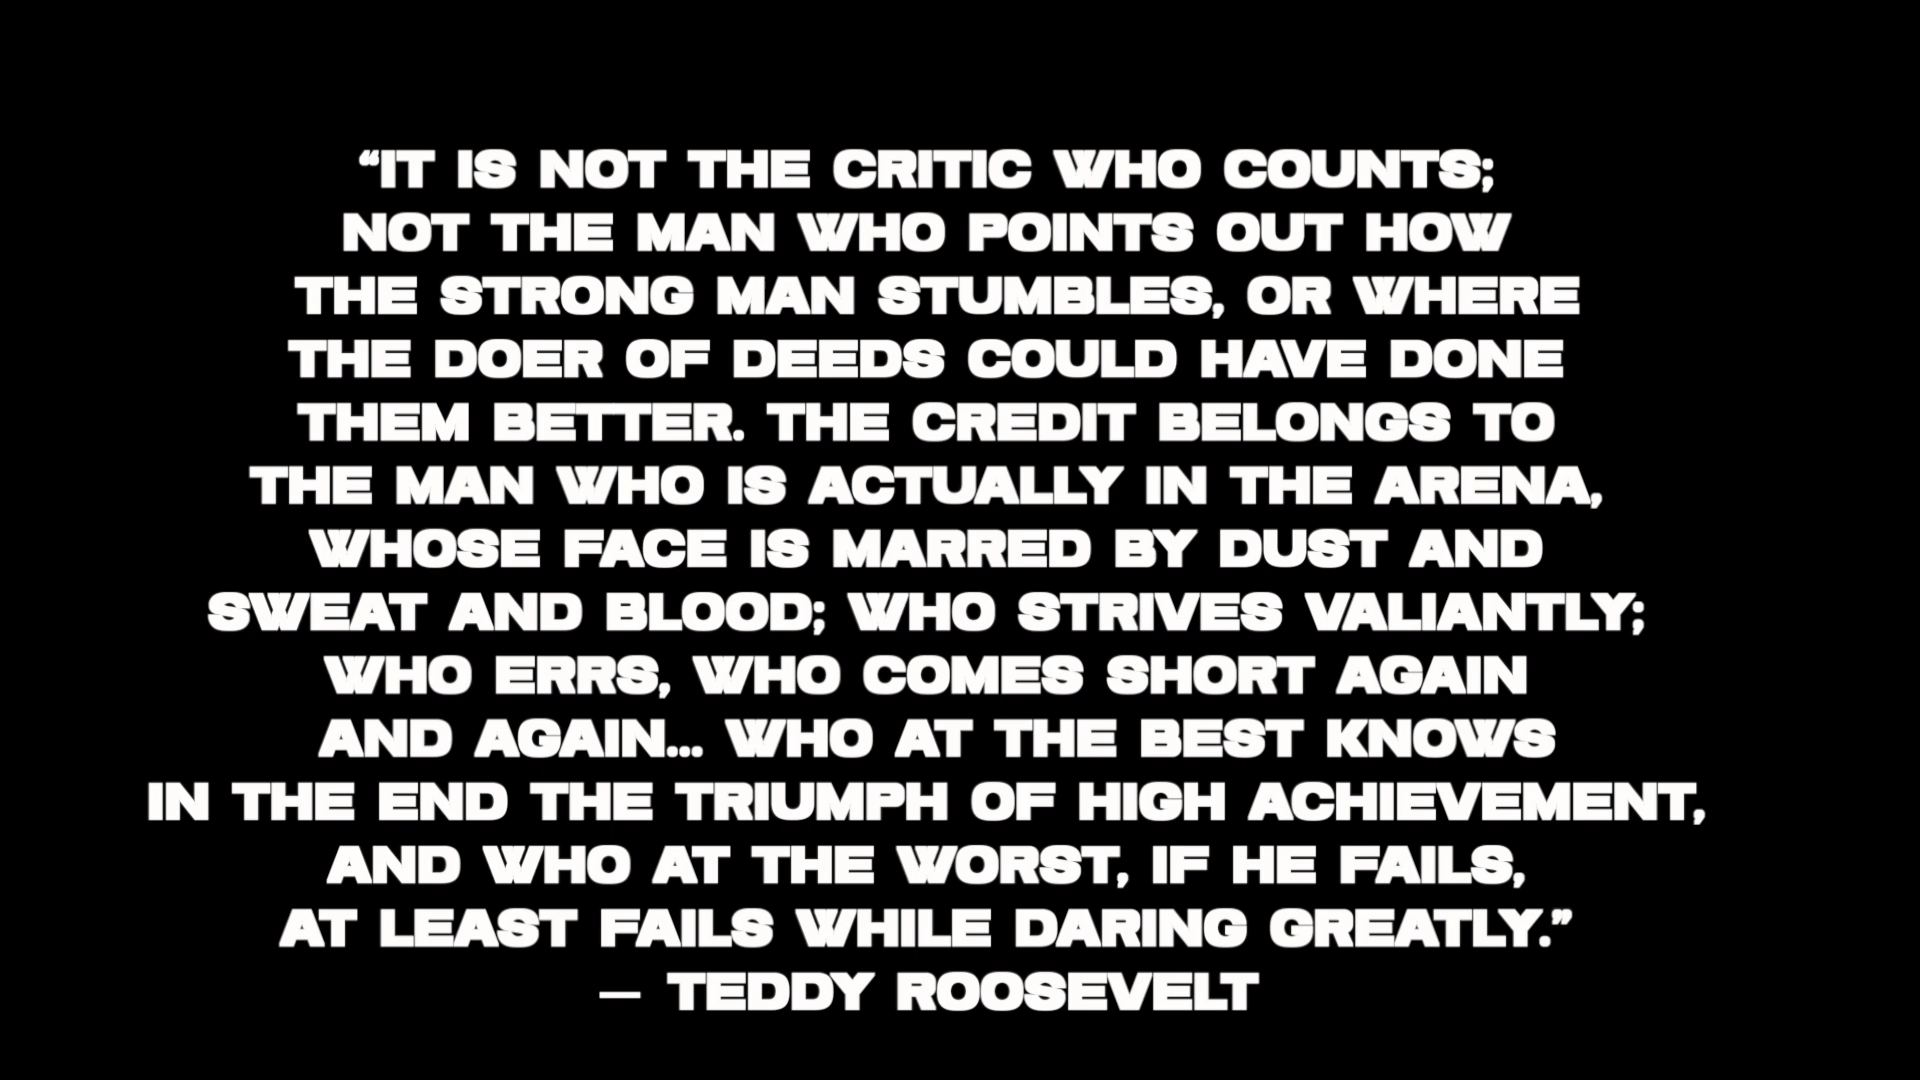 “IT IS NOT THE CRITIC WHO COUNTS;
NOT THE MAN WHO POINTS OUT HOW
THE STRONG MAN STUMBLES, OR WHERE
THE DOER OF DEEDS COULD HAVE DONE
THEM BETTER. THE CREDIT BELONGS TO
THE MAN WHO IS ACTUALLY IN THE ARENA,
WHOSE FACE IS MARRED BY DUST AND
SWEAT AND BLOOD; WHO STRIVES VALIANTLY;
WHO ERRS, WHO COMES SHORT AGAIN
AND AGAIN... WHO AT THE BEST KNOWS
IN THE END THE TRIUMPH OF HIGH ACHIEVEMENT,
AND WHO AT THE WORST, IF HE FAILS,
AT LEAST FAILS WHILE DARING GREATLY.”
— TEDDY ROOSEVELT